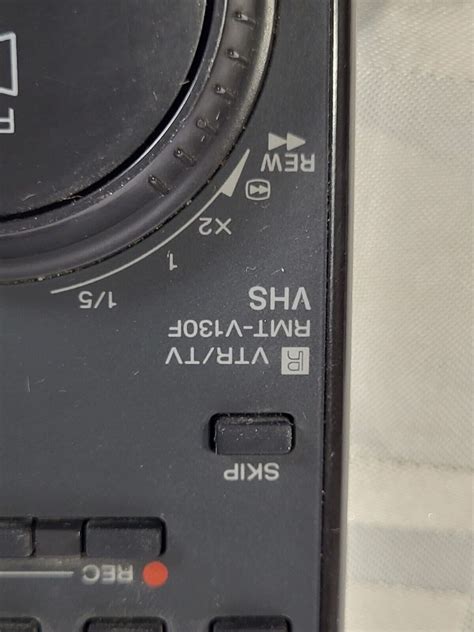 REC
SKIP
VTR/TV
RMT-V130F
VHS
1/5
1
X2
REW